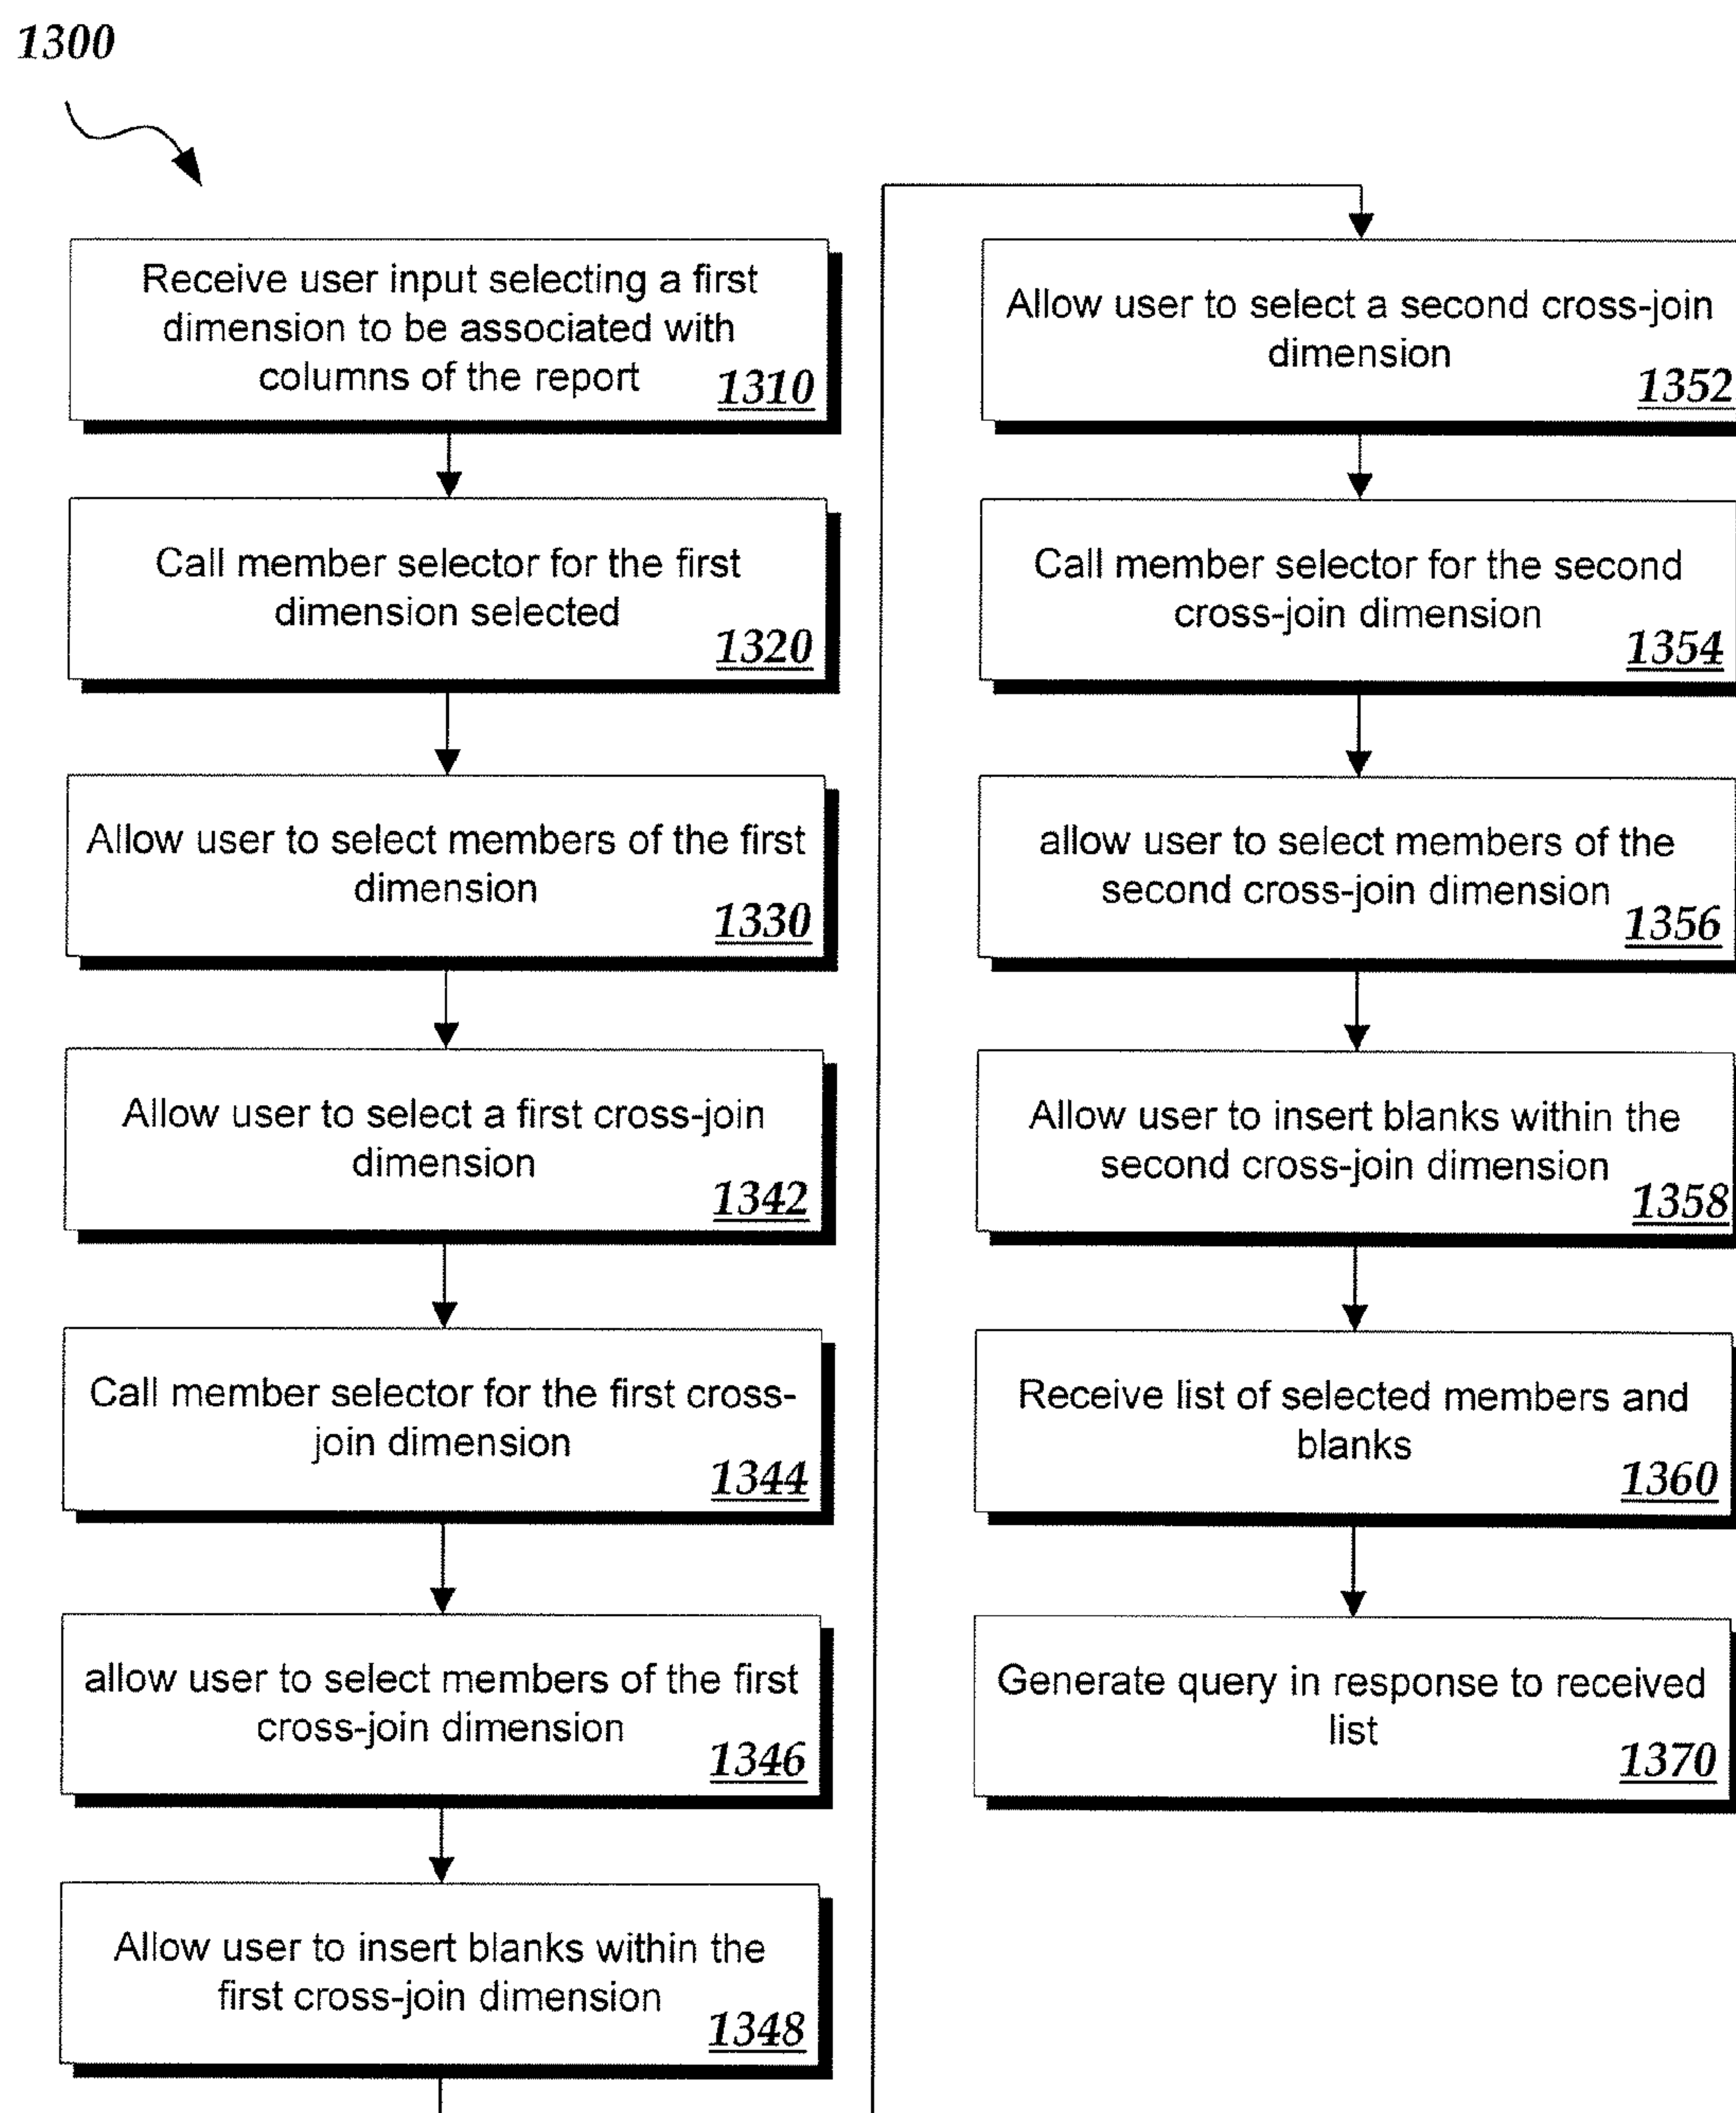 1300
Receive user input selecting a first
dimension to be associated with
columns of the report
1310
Call member selector for the first
dimension selected
1320
Allow user to select members of the first
dimension
1330
Allow user to select a first cross-join
dimension
1342
Call member selector for the first cross-
join dimension
1344
allow user to select members of the first
cross-join dimension
1346
Allow user to insert blanks within the
first cross-join dimension
1348
Allow user to select a second cross-join
dimension
1352
Call member selector for the second
cross-join dimension
1354
allow user to select members of the
second cross-join dimension
1356
Allow user to insert blanks within the
second cross-join dimension
1358
Receive list of selected members and
blanks
1360
Generate query in response to received
list
1370